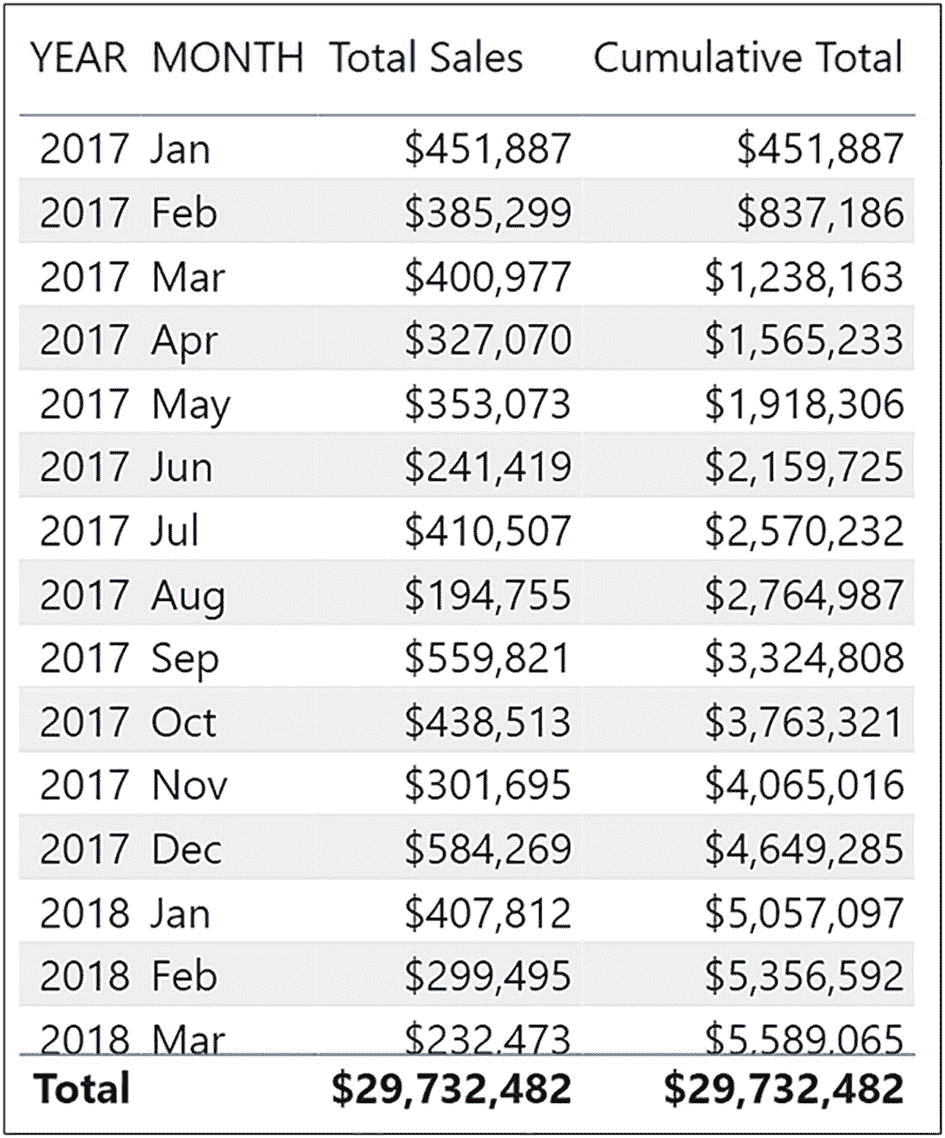 YEAR MONTH Total Sales Cumulative Total
2017 Jan $451,887 $451,887
2017 Feb $385,299 $837,186
2017 Mar $400,977 $1,238,163
2017 Apr $327,070 $1,565,233
2017 May $353,073 $1,918,306
2017 Jun $241,419 $2,159,725
2017 Jul $410,507 $2,570,232
2017 Aug $194,755 $2,764,987
2017 Sep $559,821 $3,324,808
2017 Oct $438,513 $3,763,321
2017 Nov $301,695 $4,065,016
2017 Dec $584,269 $4,649,285
2018 Jan $407,812 $5,057,097
2018 Feb $299,495 $5,356,592
2018 Mar $232,473 $5,589,065
Total $29,732,482 $29,732,482